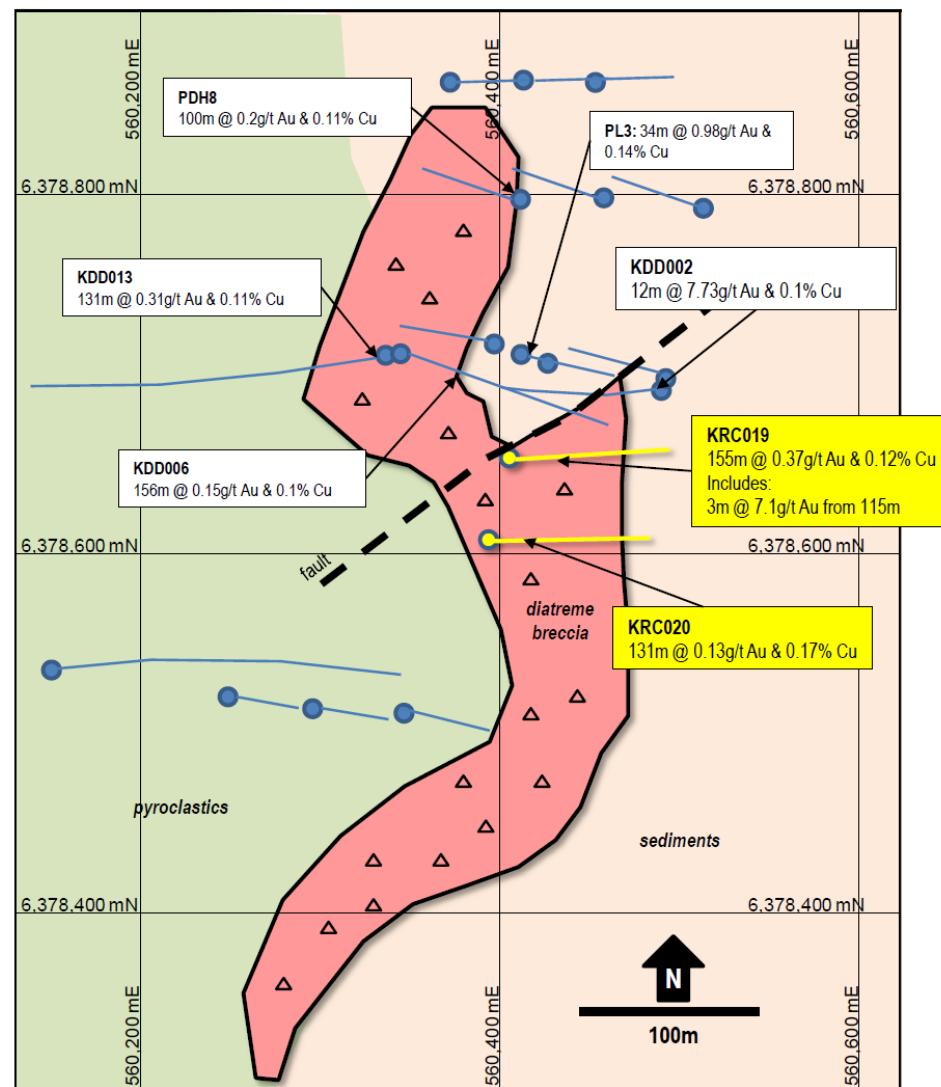 560,200 mE
560,400 mE
560,600 mE
PDH8
100m @ 0.2g/t Au & 0.11% Cu
PL3: 34m @ 0.98g/t Au &
0.14% Cu
6,378,800 mN
6,378,800 mN
KDD013
131m @ 0.31g/t Au & 0.11% Cu
KDD002
12m @ 7.73g/t Au & 0.1% Cu
KRC019
155m @ 0.37g/t Au & 0.12% Cu
Includes:
3m @ 7.1g/t Au from 115m
KDD006
156m @ 0.15g/t Au & 0.1% Cu
6,378,600 mN
6,378,600 mN
fault
diatreme
breccia
KRC020
131m @ 0.13g/t Au & 0.17% Cu
pyroclastics
sediments
6,378,400 mN
6,378,400 mN
N
100m
560,200 mE
560,400 mE
560,600 mE